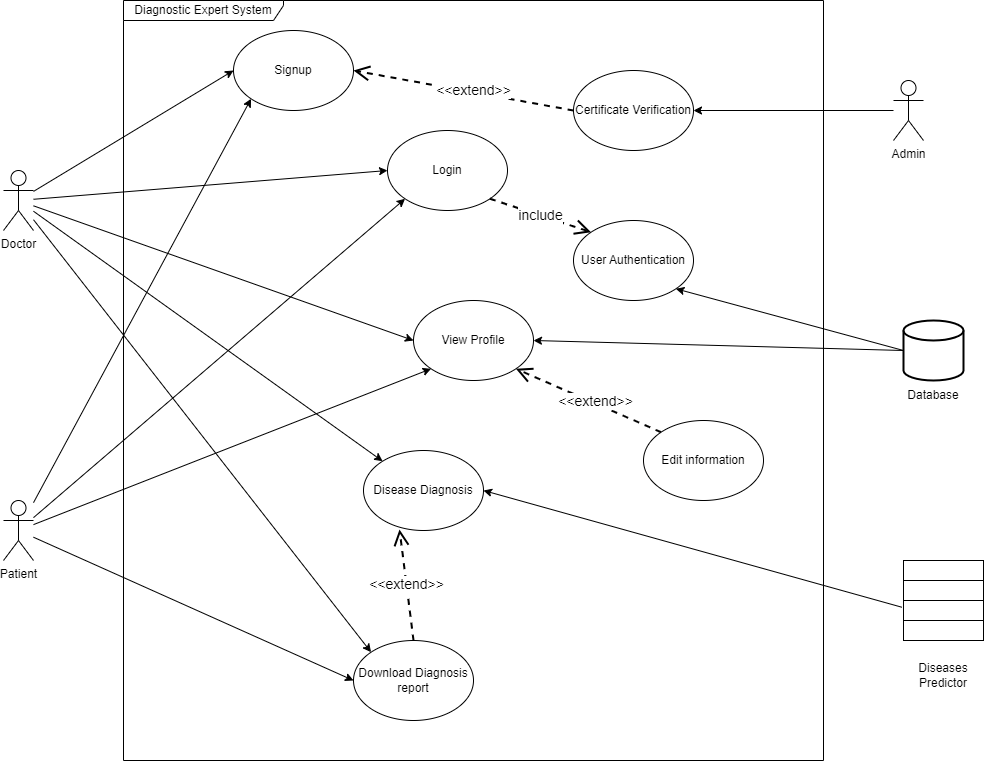 Diagnostic Expert System
Signup
<<extend>>
Certificate Verification
Admin
Login
Doctor
include
User Authentication
View Profile
Database
<<extend>>
Edit information
Disease Diagnosis
Patient
<<extend>>
Download Diagnosis
report
Diseases
Predictor